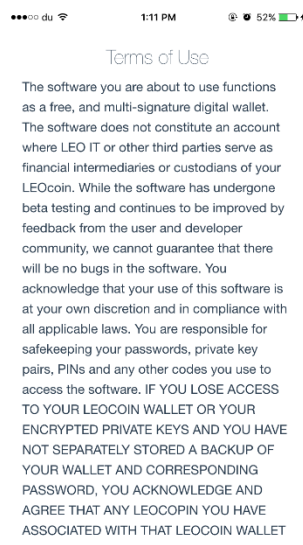 du 1:11 PM 52%
Terms of Use
The software you are about to use functions
as a free, and multi-signature digital wallet.
The software does not constitute an account
where LEO IT or other third parties serve as
financial intermediaries or custodians of your
LEOcoin. While the software has undergone
beta testing and continues to be improved by
feedback from the user and developer
community, we cannot guarantee that there
will be no bugs in the software. You
acknowledge that your use of this software is
at your own discretion and in compliance with
all applicable laws. You are responsible for
safekeeping your passwords, private key
pairs, PINs and any other codes you use to
access the software. IF YOU LOSE ACCESS
TO YOUR LEOCOIN WALLET OR YOUR
ENCRYPTED PRIVATE KEYS AND YOU HAVE
NOT SEPARATELY STORED A BACKUP OF
YOUR WALLET AND CORRESPONDING
PASSWORD, YOU ACKNOWLEDGE AND
AGREE THAT ANY LEOCOPIN YOU HAVE
ASSOCIATED WITH THAT LEOCOIN WALLET